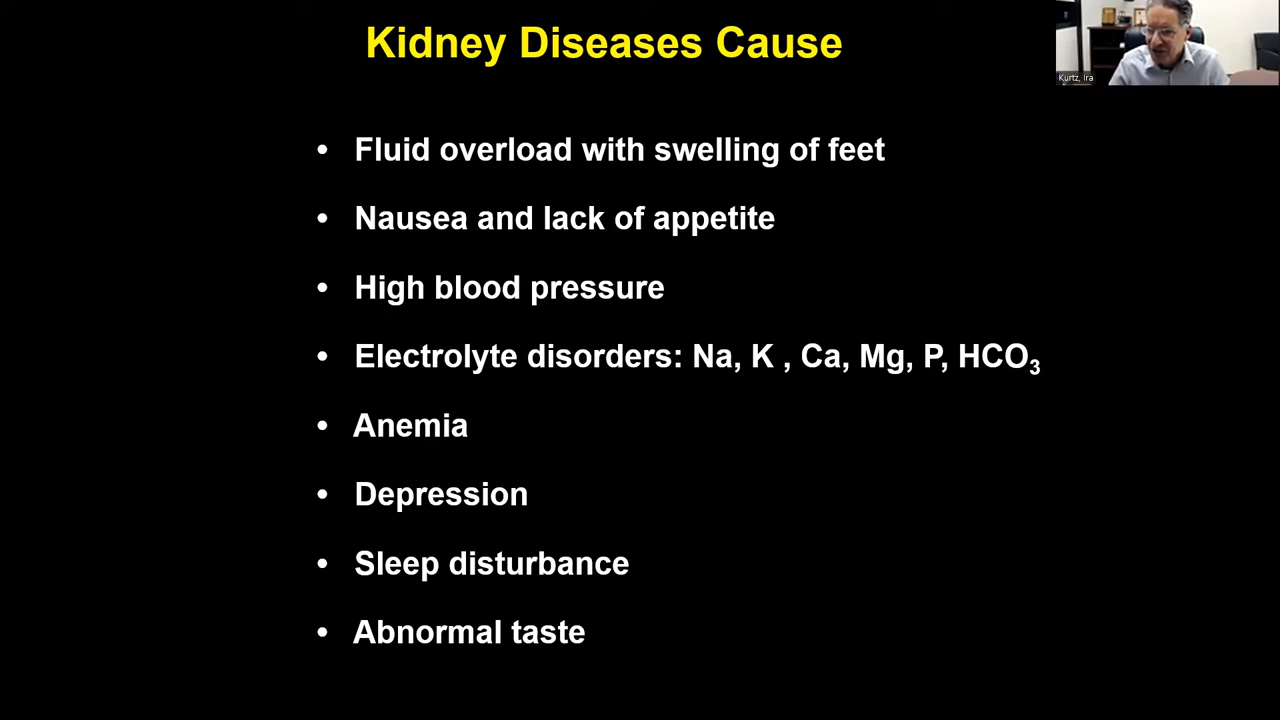 Kidney Diseases Cause
Kurtz, Ira
• Fluid overload with swelling of feet
• Nausea and lack of appetite
• High blood pressure
• Electrolyte disorders: Na, K , Ca, Mg, P, HCO₃
• Anemia
• Depression
• Sleep disturbance
• Abnormal taste